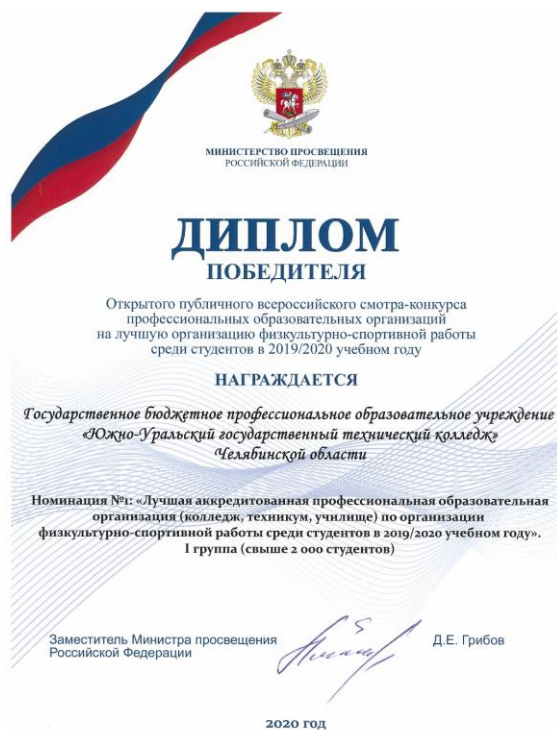 МИНИСТЕРСТВО ПРОСВЕЩЕНИЯ
РОССИЙСКОЙ ФЕДЕРАЦИИ
ДИПЛОМ
ПОБЕДИТЕЛЯ
Открытого публичного всероссийского смотра-конкурса
профессиональных образовательных организаций
на лучшую организацию физкультурно-спортивной работы
среди студентов в 2019/2020 учебном году
НАГРАЖДАЕТСЯ
Государственное бюджетное профессиональное образовательное учреждение
«Южно-Уральский государственный технический колледж»
Челябинской области
Номинация №1: «Лучшая аккредитованная профессиональная образовательная
организация (колледж, техникум, училище) по организации
физкультурно-спортивной работы среди студентов в 2019/2020 учебном году».
I группа (свыше 2 000 студентов)
Заместитель Министра просвещения
Российской Федерации
Д.Е. Грибов
2020 год